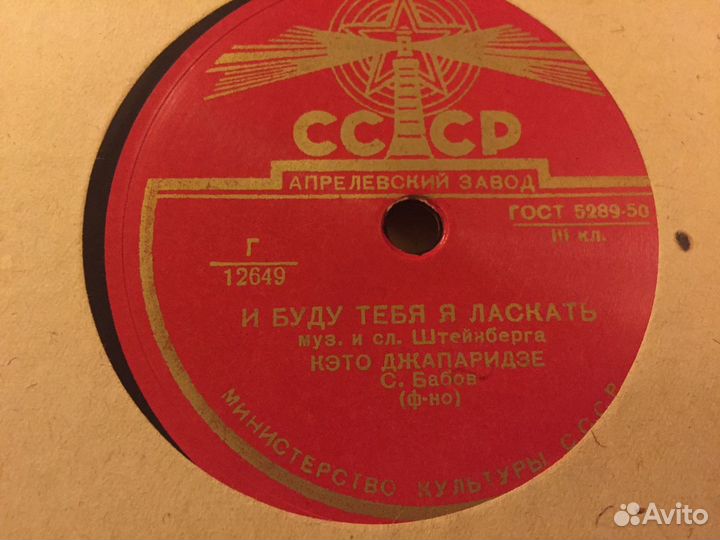 СССР
АПРЕЛЕВСКИЙ ЗАВОД
ГОСТ 5289-50
III кл.
Г
12649
И БУДУ ТЕБЯ Я ЛАСКАТЬ
муз. и сл. Штейнберга
КЭТО ДЖАПАРИДЗЕ
С. Бабов
(ф-но)
МИНИСТЕРСТВО КУЛЬТУРЫ СССР
Avito